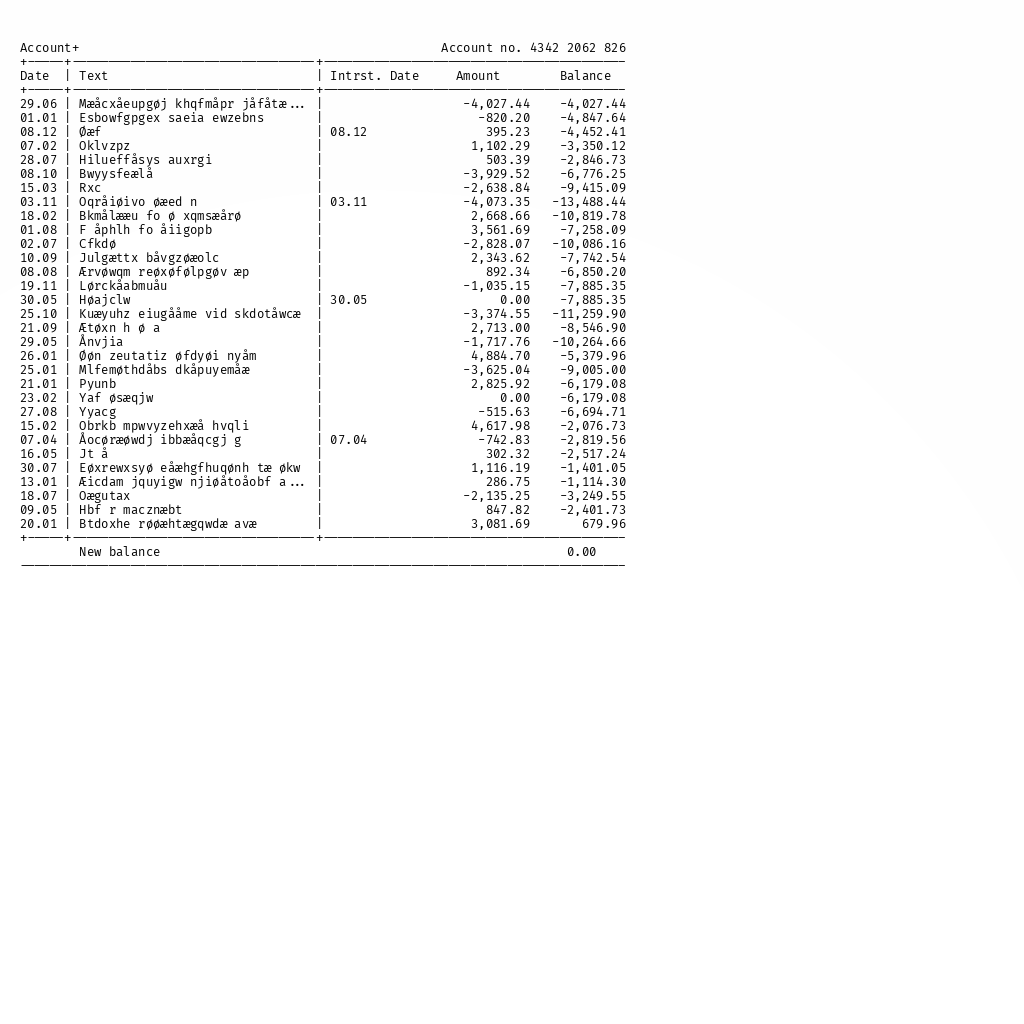 Account+ Account no. 4342 2062 826
Date | Text | Intrst. Date Amount Balance
29.06 | Mæåcxåeupgøj khqfmåpr jåfåtæ... | -4,027.44 -4,027.44
01.01 | Esbowfgpgex saeia ewzebns | -820.20 -4,847.64
08.12 | Øæf | 08.12 395.23 -4,452.41
07.02 | Oklvzpz | 1,102.29 -3,350.12
28.07 | Hilueffåsys auxrgi | 503.39 -2,846.73
08.10 | Bwyysfeælå | -3,929.52 -6,776.25
15.03 | Rxc | -2,638.84 -9,415.09
03.11 | Oqråiøivo øæed n | 03.11 -4,073.35 -13,488.44
18.02 | Bkmålææu fo ø xqmsæårø | 2,668.66 -10,819.78
01.08 | F åphlh fo åiigopb | 3,561.69 -7,258.09
02.07 | Cfkdø | -2,828.07 -10,086.16
10.09 | Julgættx båvgzøæolc | 2,343.62 -7,742.54
08.08 | Ærvøwqm reøxøfølpgøv æp | 892.34 -6,850.20
19.11 | Lørckåabmuåu | -1,035.15 -7,885.35
30.05 | Høajclw | 30.05 0.00 -7,885.35
25.10 | Kuæyuhz eiugååme vid skdotåwcæ | -3,374.55 -11,259.90
21.09 | Ætøxn h ø a | 2,713.00 -8,546.90
29.05 | Ånvjia | -1,717.76 -10,264.66
26.01 | Øøn zeutatiz øfdyøi nyåm | 4,884.70 -5,379.96
25.01 | Mlfemøthdåbs dkåpuyemåæ | -3,625.04 -9,005.00
21.01 | Pyunb | 2,825.92 -6,179.08
23.02 | Yaf øsæqjw | 0.00 -6,179.08
27.08 | Yyacg | -515.63 -6,694.71
15.02 | Obrkb mpwvyzehxæå hvqli | 4,617.98 -2,076.73
07.04 | Åocøræøwdj ibbæåqcgj g | 07.04 -742.83 -2,819.56
16.05 | Jt å | 302.32 -2,517.24
30.07 | Eøxrewxsyø eåæhgfhuqønh tæ økw | 1,116.19 -1,401.05
13.01 | Æicdam jquyigw njiøåtoåobf a... | 286.75 -1,114.30
18.07 | Oægutax | -2,135.25 -3,249.55
09.05 | Hbf r macznæbt | 847.82 -2,401.73
20.01 | Btdoxhe røøæhtægqwdæ avæ | 3,081.69 679.96
New balance 0.00